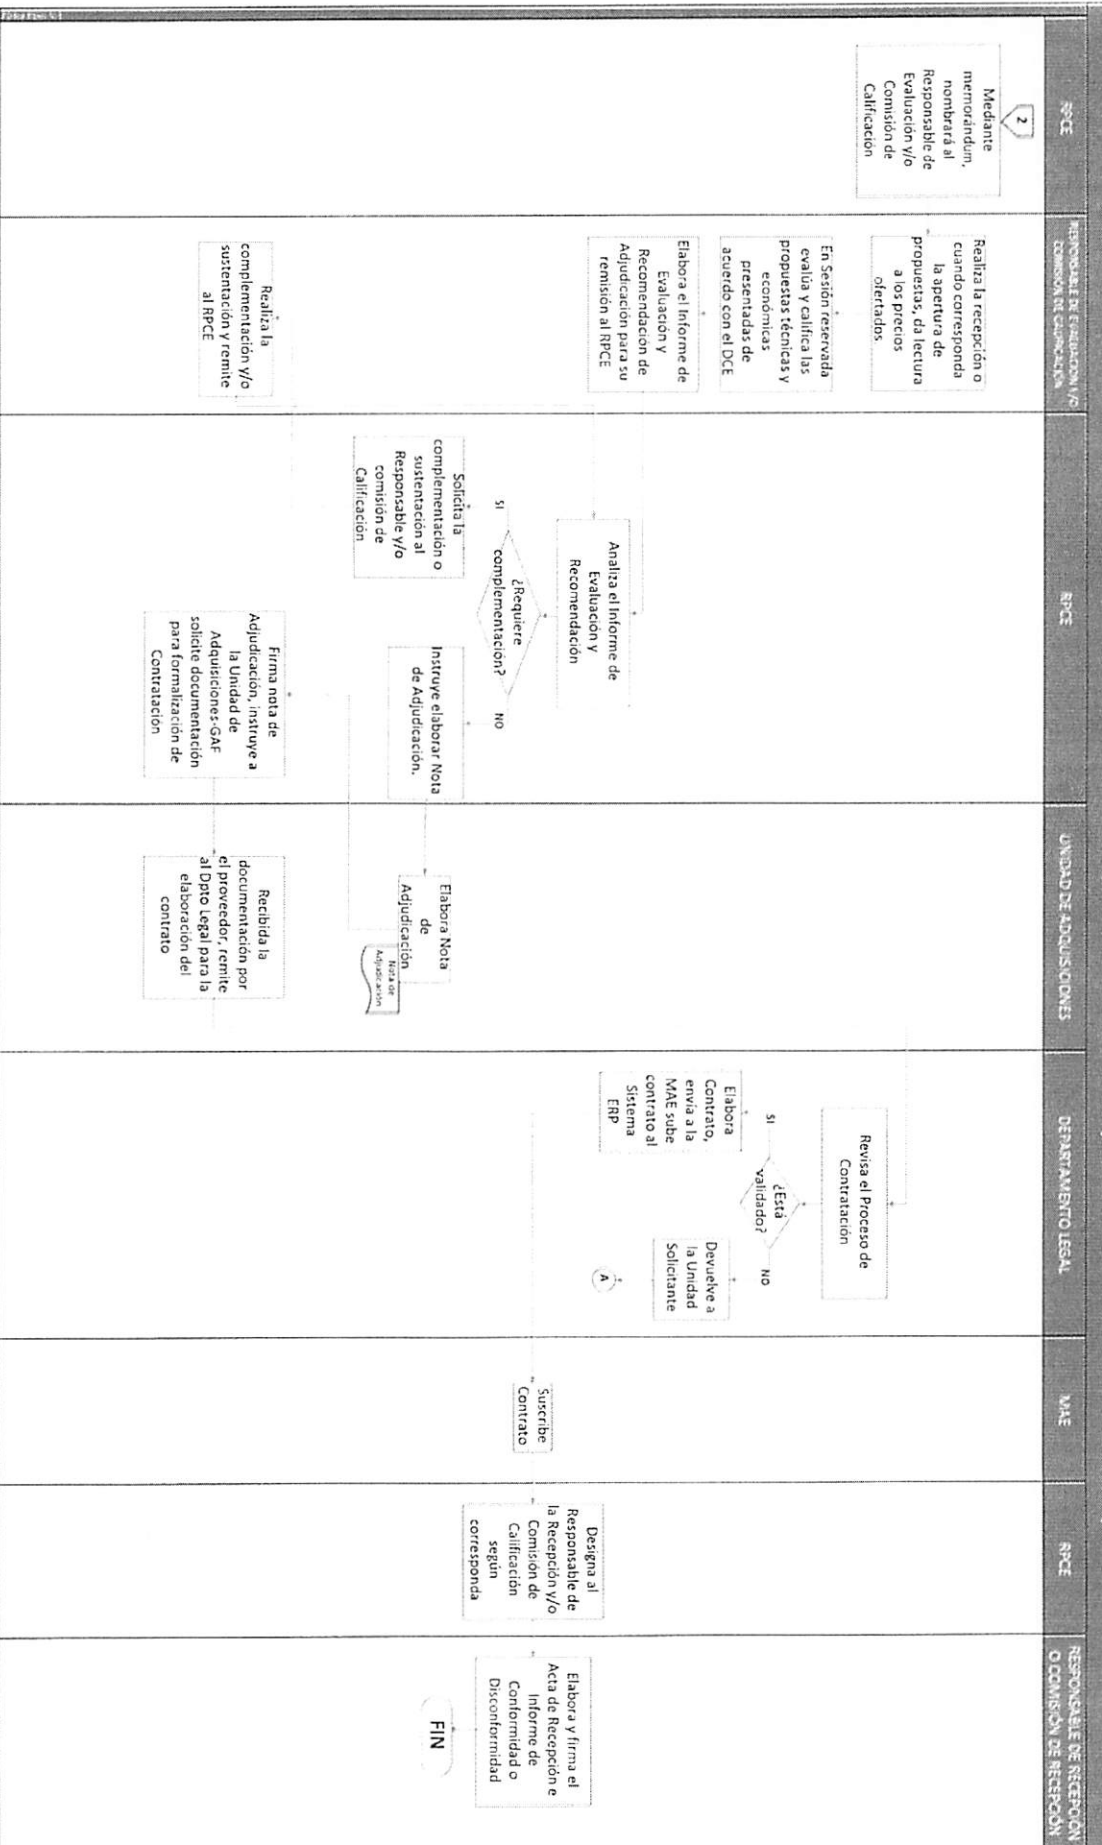 RPCE
RESPONSABLE DE EVALUACIÓN Y/O
COMISIÓN DE CALIFICACIÓN
RPCE
UNIDAD DE ADQUISICIONES
DEPARTAMENTO LEGAL
MAE
RPCE
RESPONSABLE DE RECEPCIÓN
O COMISIÓN DE RECEPCIÓN
2
Mediante
memorándum,
nombrará al
Responsable de
Evaluación y/o
Comisión de
Calificación
Realiza la recepción o
cuando corresponda
la apertura de
propuestas, da lectura
a los precios
ofertados
En Sesión reservada
evalúa y califica las
propuestas técnicas y
económicas
presentadas de
acuerdo con el DCE
Elabora el Informe de
Evaluación y
Recomendación de
Adjudicación para su
remisión al RPCE
Realiza la
complementación y/o
sustentación y remite
al RPCE
Analiza el Informe de
Evaluación y
Recomendación
¿Requiere
complementación?
SI
NO
Solicita la
complementación o
sustentación al
Responsable y/o
comisión de
Calificación
Instruye elaborar Nota
de Adjudicación.
Firma nota de
Adjudicación, instruye a
la Unidad de
Adquisiciones-GAF
solicite documentación
para formalización de
Contratación
Elabora Nota
de
Adjudicación
Nota de
Adjudicación
Recibida la
documentación por
el proveedor, remite
al Dpto Legal para la
elaboración del
contrato
Revisa el Proceso de
Contratación
¿Está
validado?
SI
NO
Elabora
Contrato,
envía a la
MAE sube
contrato al
Sistema
ERP
Devuelve a
la Unidad
Solicitante
A
Suscribe
Contrato
Designa al
Responsable de
la Recepción y/o
Comisión de
Calificación
según
corresponda
Elabora y firma el
Acta de Recepción e
Informe de
Conformidad o
Disconformidad
FIN